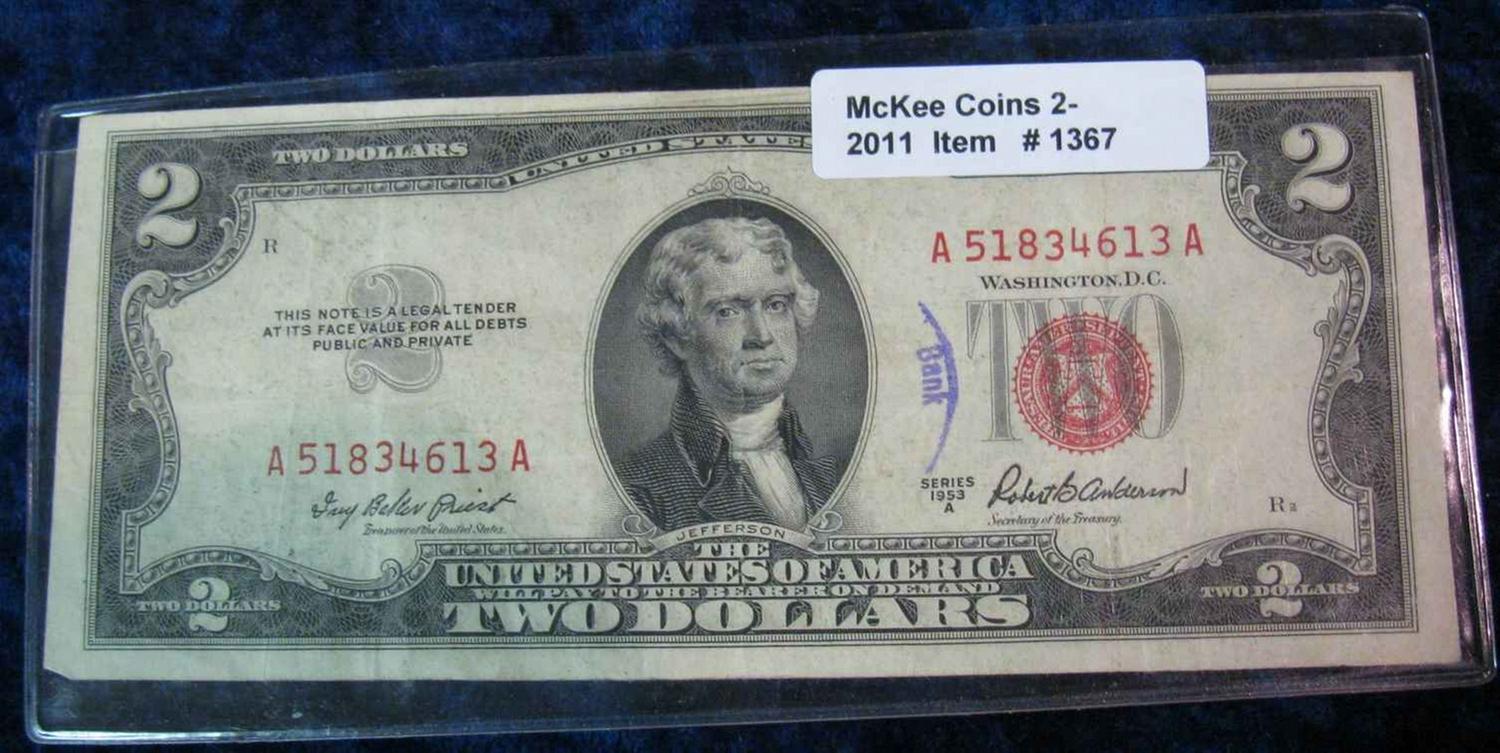 McKee Coins 2-
2011 Item # 1367
TWO DOLLARS
UNITED STATES
2
2
R
A 51834613 A
WASHINGTON, D.C.
2
THIS NOTE IS A LEGAL TENDER
AT ITS FACE VALUE FOR ALL DEBTS
PUBLIC AND PRIVATE
TWO
Bank
A 51834613 A
Ivy Baker Priest
Treasurer of the United States.
SERIES
1953
A
Robert B Anderson
Secretary of the Treasury.
R 2
JEFFERSON
THE
UNITED STATES OF AMERICA
WILL PAY TO THE BEARER ON DEMAND
TWO DOLLARS
2
TWO DOLLARS
2
TWO DOLLARS